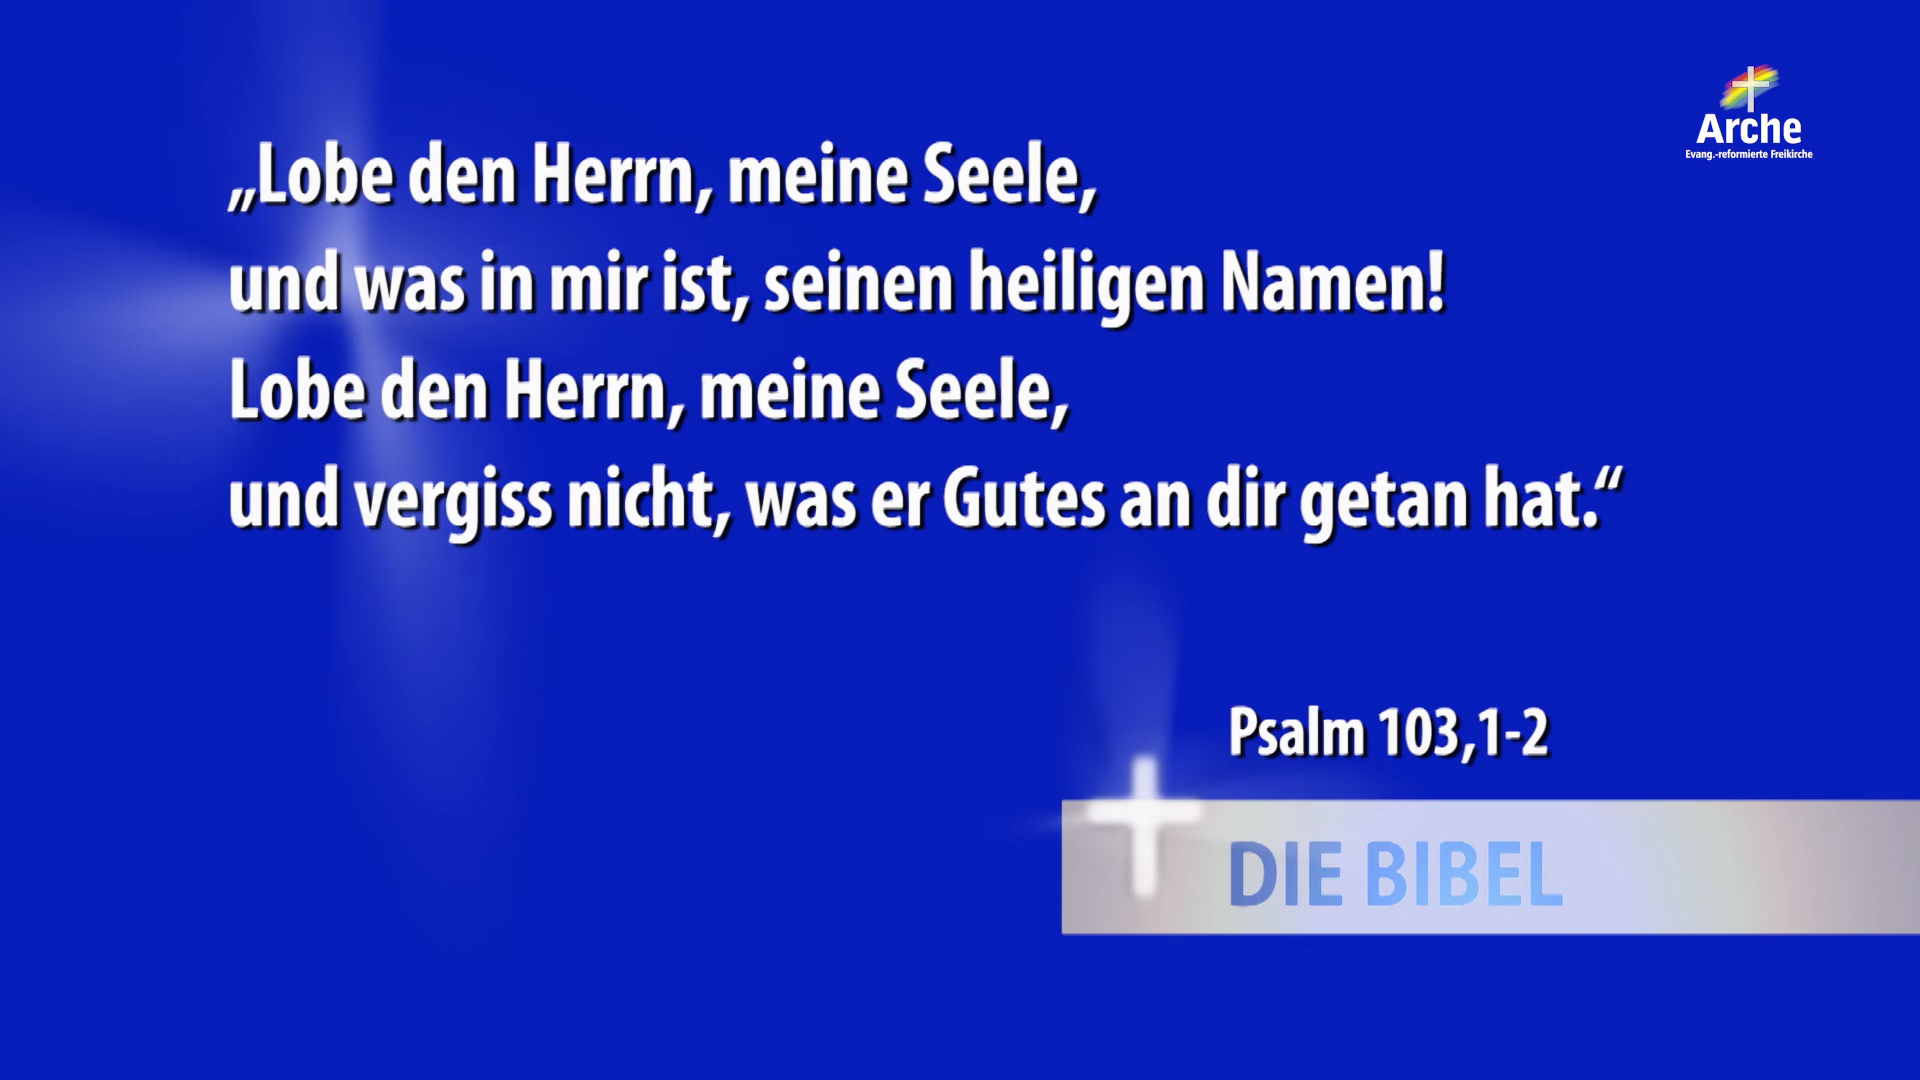 Arche
Evang.-reformierte Freikirche
„Lobe den Herrn, meine Seele,
und was in mir ist, seinen heiligen Namen!
Lobe den Herrn, meine Seele,
und vergiss nicht, was er Gutes an dir getan hat.“
Psalm 103,1-2
DIE BIBEL